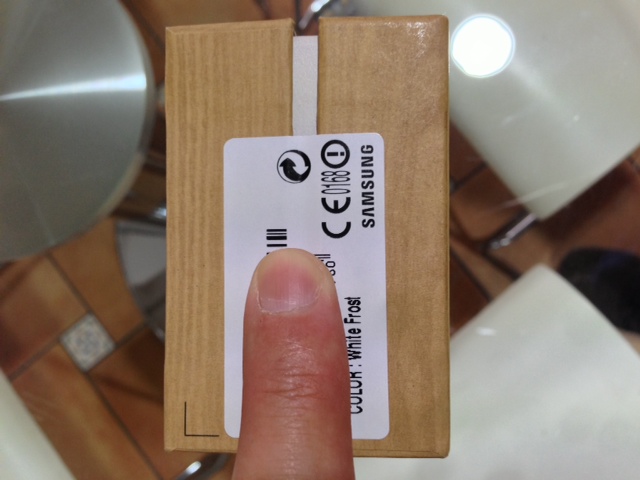 CE0168
SAMSUNG
COLOR : White Frost